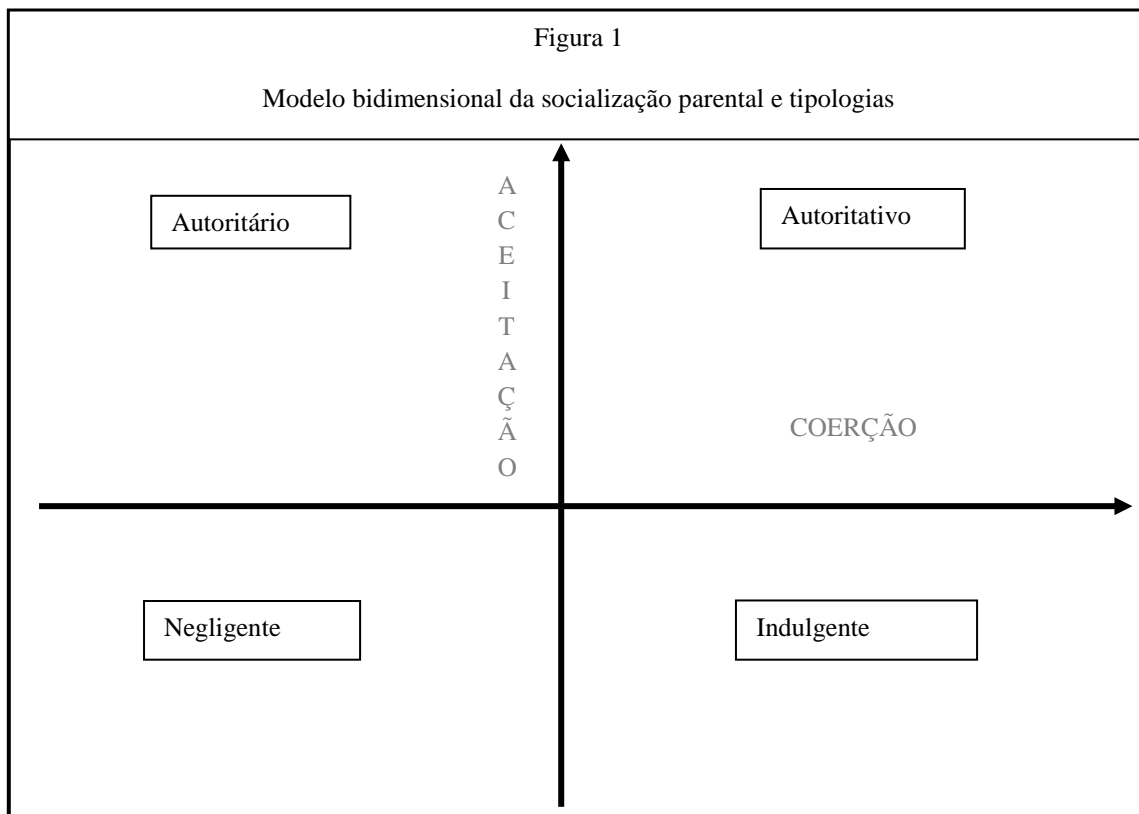 Figura 1
Modelo bidimensional da socialização parental e tipologias
Autoritário
A
C
E
I
T
A
Ç
Ã
O
Autoritativo
COERÇÃO
Negligente
Indulgente